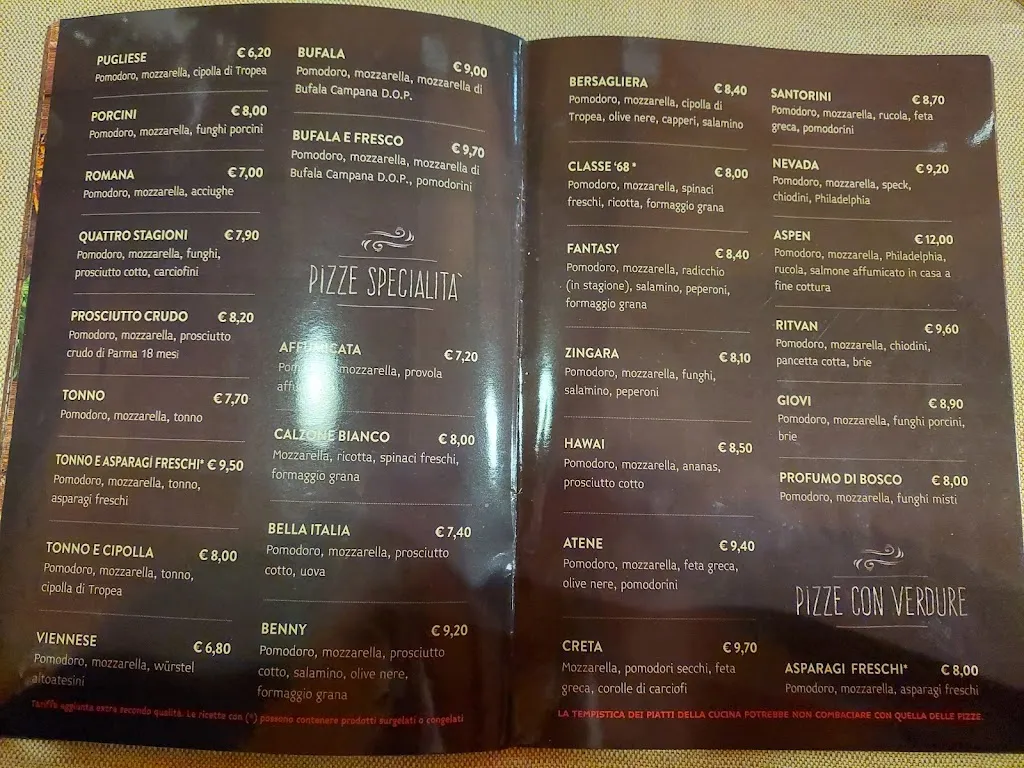 PUGLIESE € 6,20
Pomodoro, mozzarella, cipolla di Tropea
PORCINI € 8,00
Pomodoro, mozzarella, funghi porcini
ROMANA € 7,00
Pomodoro, mozzarella, acciughe
QUATTRO STAGIONI € 7,90
Pomodoro, mozzarella, funghi,
prosciutto cotto, carciofini
PROSCIUTTO CRUDO € 8,20
Pomodoro, mozzarella, prosciutto
crudo di Parma 18 mesi
TONNO € 7,70
Pomodoro, mozzarella, tonno
TONNO E ASPARAGI FRESCHI* € 9,50
Pomodoro, mozzarella, tonno,
asparagi freschi
TONNO E CIPOLLA € 8,00
Pomodoro, mozzarella, tonno,
cipolla di Tropea
VIENNESE € 6,80
Pomodoro, mozzarella, würstel
altoatesini
BUFALA € 9,00
Pomodoro, mozzarella, mozzarella di
Bufala Campana D.O.P.
BUFALA E FRESCO € 9,70
Pomodoro, mozzarella, mozzarella di
Bufala Campana D.O.P., pomodorini
PIZZE SPECIALITÀ
AFFUMICATA € 7,20
mozzarella, provola
CALZONE BIANCO € 8,00
Mozzarella, ricotta, spinaci freschi,
formaggio grana
BELLA ITALIA € 7,40
Pomodoro, mozzarella, prosciutto
cotto, uova
BENNY € 9,20
Pomodoro, mozzarella, prosciutto
cotto, salamino, olive nere,
formaggio grana
Tariffa aggiunta extra secondo qualità. Le ricette con (*) possono contenere prodotti surgelati o congelati
BERSAGLIERA € 8,40
Pomodoro, mozzarella, cipolla di
Tropea, olive nere, capperi, salamino
CLASSE '68 * € 8,00
Pomodoro, mozzarella, spinaci
freschi, ricotta, formaggio grana
FANTASY € 8,40
Pomodoro, mozzarella, radicchio
(in stagione), salamino, peperoni,
formaggio grana
ZINGARA € 8,10
Pomodoro, mozzarella, funghi,
salamino, peperoni
HAWAI € 8,50
Pomodoro, mozzarella, ananas,
prosciutto cotto
ATENE € 9,40
Pomodoro, mozzarella, feta greca,
olive nere, pomodorini
CRETA € 9,70
Mozzarella, pomodori secchi, feta
greca, corolle di carciofi
SANTORINI € 8,70
Pomodoro, mozzarella, rucola, feta
greca, pomodorini
NEVADA € 9,20
Pomodoro, mozzarella, speck,
chiodini, Philadelphia
ASPEN € 12,00
Pomodoro, mozzarella, Philadelphia,
rucola, salmone affumicato in casa a
fine cottura
RITVAN € 9,60
Pomodoro, mozzarella, chiodini,
pancetta cotta, brie
GIOVI € 8,90
Pomodoro, mozzarella, funghi porcini,
brie
PROFUMO DI BOSCO € 8,00
Pomodoro, mozzarella, funghi misti
PIZZE CON VERDURE
ASPARAGI FRESCHI* € 8,00
Pomodoro, mozzarella, asparagi freschi
LA TEMPISTICA DEI PIATTI DELLA CUCINA POTREBBE NON COMBACIARE CON QUELLA DELLE PIZZE.